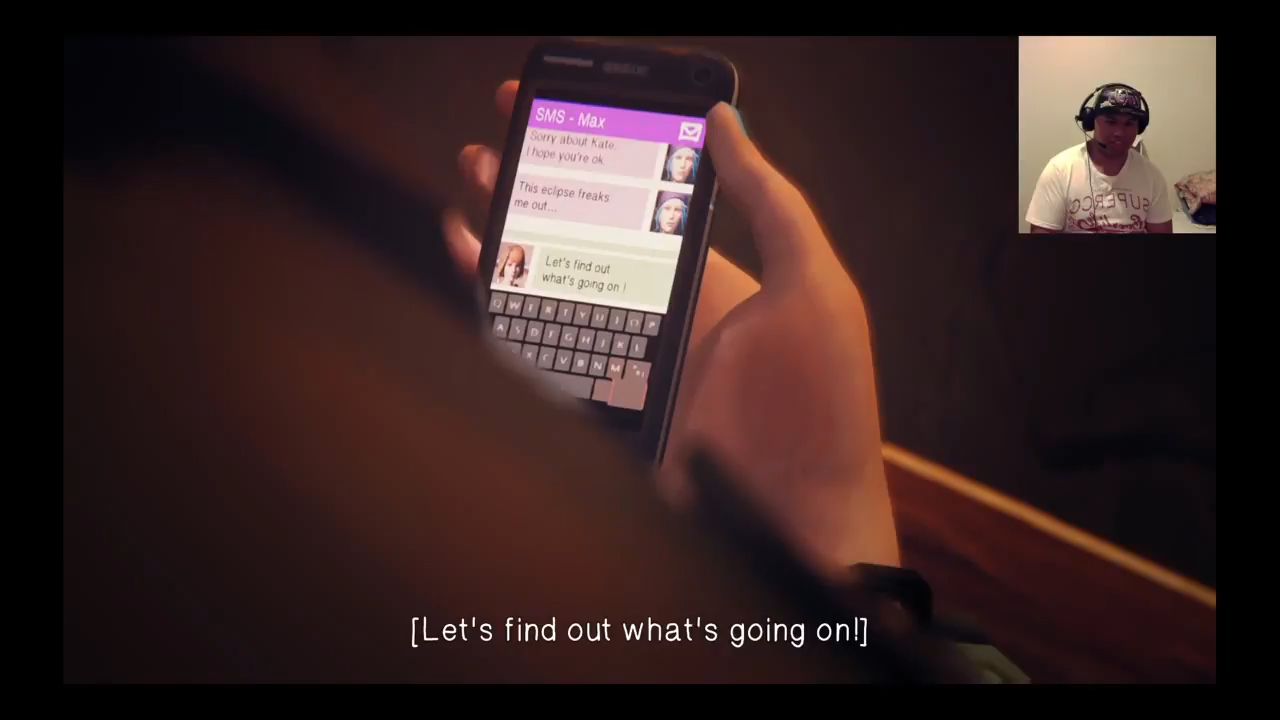 SMS - Max
Sorry about Kate.
I hope you're ok
This eclipse freaks
me out...
Let's find out
what's going on !
Q W E R T Y U I O P
A S D F G H J K L
X C V B N M
SUPERCO
[Let's find out what's going on!]